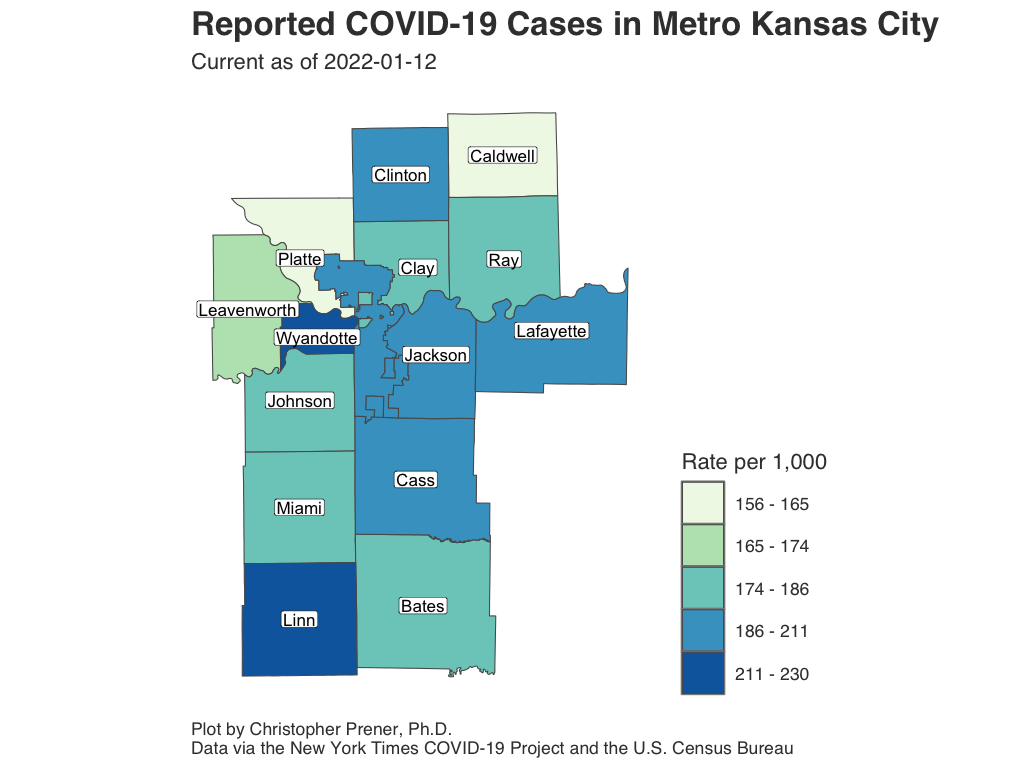 Reported COVID-19 Cases in Metro Kansas City
Current as of 2022-01-12
Caldwell
Clinton
Platte
Clay
Ray
Leavenworth
Wyandotte
Jackson
Lafayette
Johnson
Cass
Miami
Linn
Bates
Rate per 1,000
156 - 165
165 - 174
174 - 186
186 - 211
211 - 230
Plot by Christopher Prener, Ph.D.
Data via the New York Times COVID-19 Project and the U.S. Census Bureau